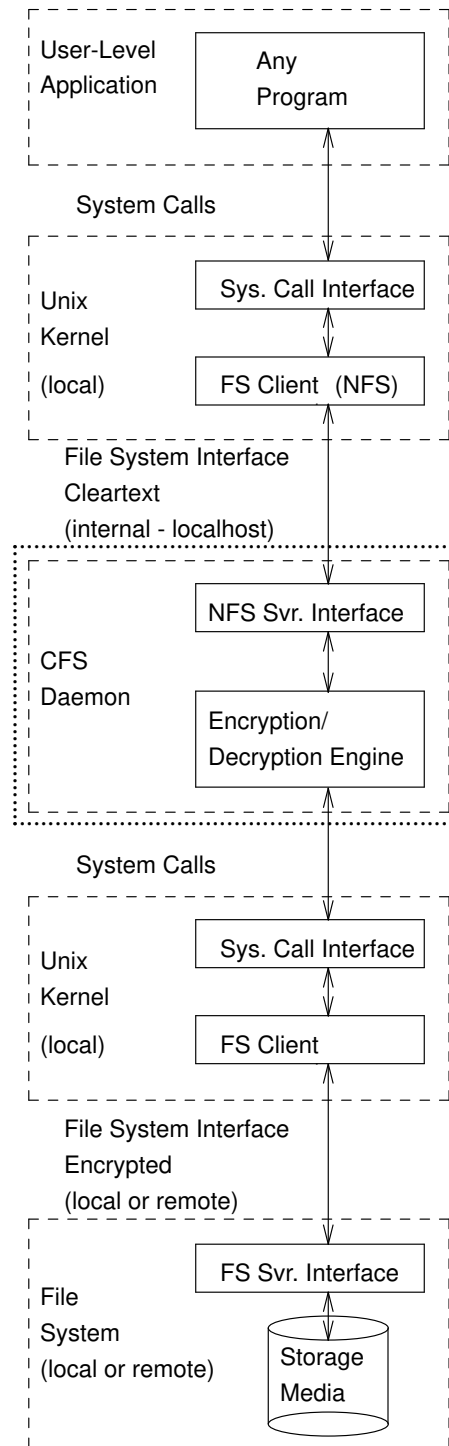 User-Level
Application
Any
Program
System Calls
Unix
Kernel
(local)
Sys. Call Interface
FS Client (NFS)
File System Interface
Cleartext
(internal - localhost)
CFS
Daemon
NFS Svr. Interface
Encryption/
Decryption Engine
System Calls
Unix
Kernel
(local)
Sys. Call Interface
FS Client
File System Interface
Encrypted
(local or remote)
File
System
(local or remote)
FS Svr. Interface
Storage
Media